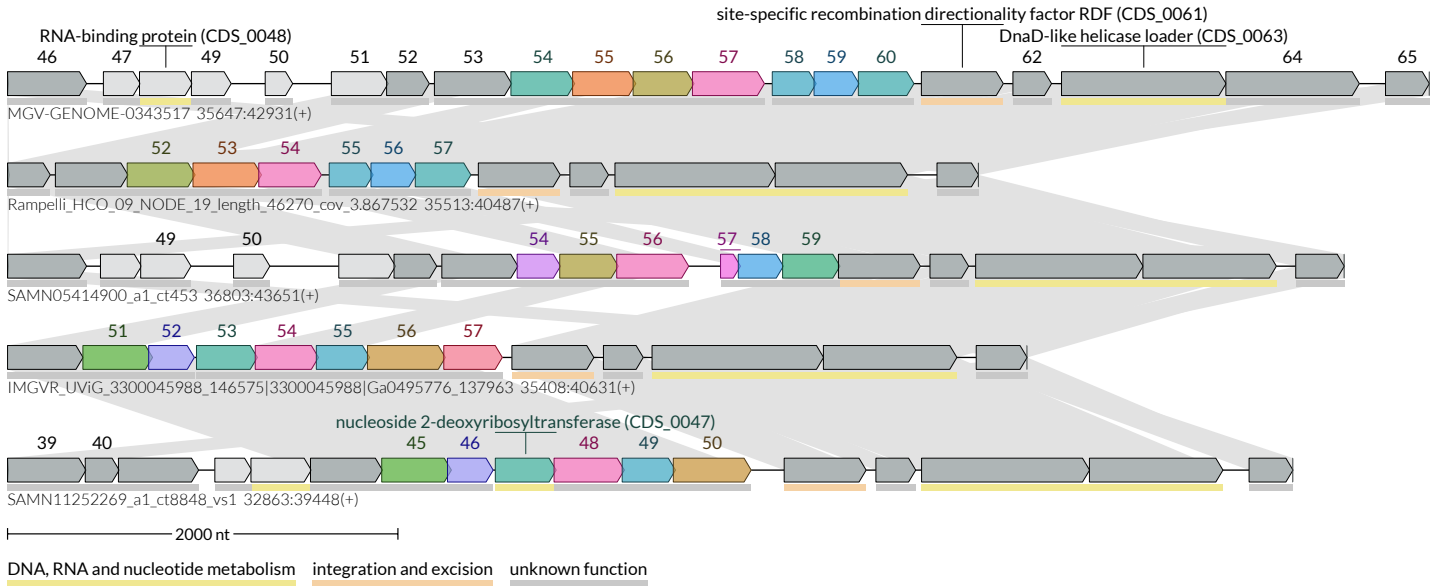 site-specific recombination directionality factor RDF (CDS_0061)
RNA-binding protein (CDS_0048) DnaD-like helicase loader (CDS_0063)
46 47 49 50 51 52 53 54 55 56 57 58 59 60 62 64 65
MGV-GENOME-0343517 35647:42931(+)
52 53 54 55 56 57
Rampelli_HCO_09_NODE_19_length_46270_cov_3.867532 35513:40487(+)
49 50 54 55 56 57 58 59
SAMN05414900_a1_ct453 36803:43651(+)
51 52 53 54 55 56 57
IMGVR_UViG_3300045988_146575|3300045988|Ga0495776_137963 35408:40631(+)
nucleoside 2-deoxyribosyltransferase (CDS_0047)
39 40 45 46 48 49 50
SAMN11252269_a1_ct8848_vs1 32863:39448(+)
2000 nt
DNA, RNA and nucleotide metabolism integration and excision unknown function